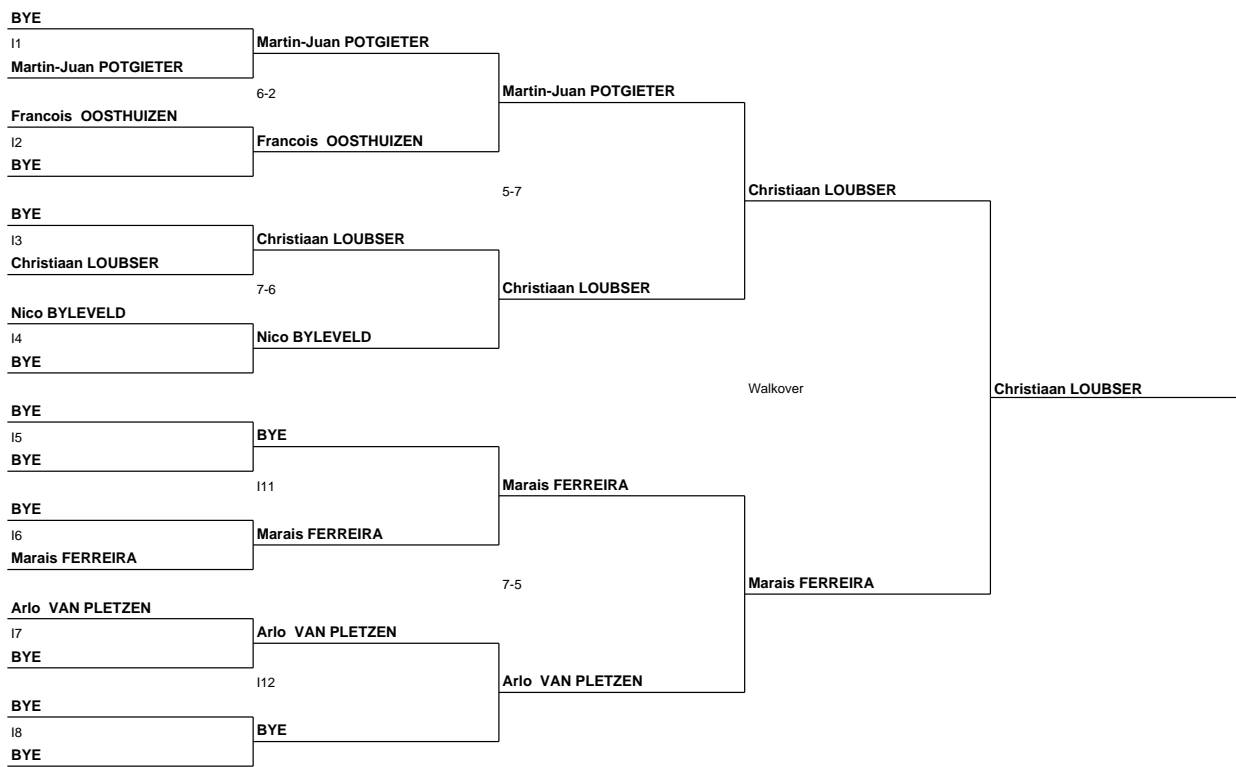 BYE
I1
Martin-Juan POTGIETER
Francois OOSTHUIZEN
I2
BYE
BYE
I3
Christiaan LOUBSER
Nico BYLEVELD
I4
BYE
BYE
I5
BYE
BYE
I6
Marais FERREIRA
Arlo VAN PLETZEN
I7
BYE
BYE
I8
BYE
Martin-Juan POTGIETER
6-2
Francois OOSTHUIZEN
Christiaan LOUBSER
7-6
Nico BYLEVELD
BYE
I11
Marais FERREIRA
Arlo VAN PLETZEN
I12
BYE
Martin-Juan POTGIETER
5-7
Christiaan LOUBSER
Marais FERREIRA
7-5
Arlo VAN PLETZEN
Christiaan LOUBSER
Walkover
Marais FERREIRA
Christiaan LOUBSER